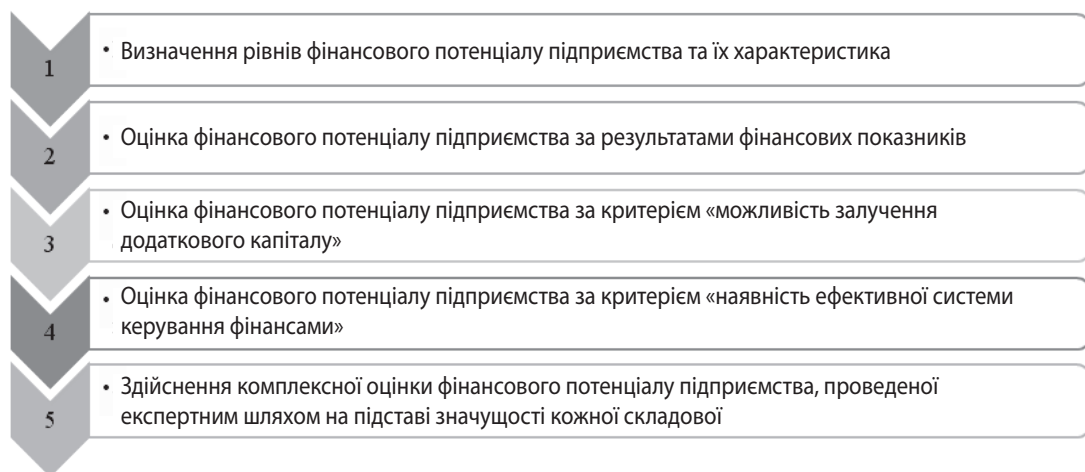 1
• Визначення рівнів фінансового потенціалу підприємства та їх характеристика
2
• Оцінка фінансового потенціалу підприємства за результатами фінансових показників
3
• Оцінка фінансового потенціалу підприємства за критерієм «можливість залучення
додаткового капіталу»
4
• Оцінка фінансового потенціалу підприємства за критерієм «наявність ефективної системи
керування фінансами»
5
• Здійснення комплексної оцінки фінансового потенціалу підприємства, проведеної
експертним шляхом на підставі значущості кожної складової